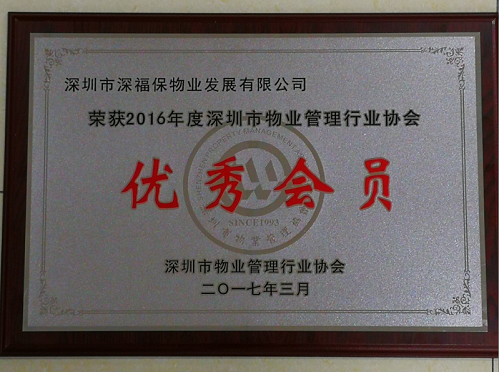 深圳市深福保物业发展有限公司
荣获2016年度深圳市物业管理行业协会
优秀会员
SINCE1993
深圳市物业管理行业协会
二〇一七年三月